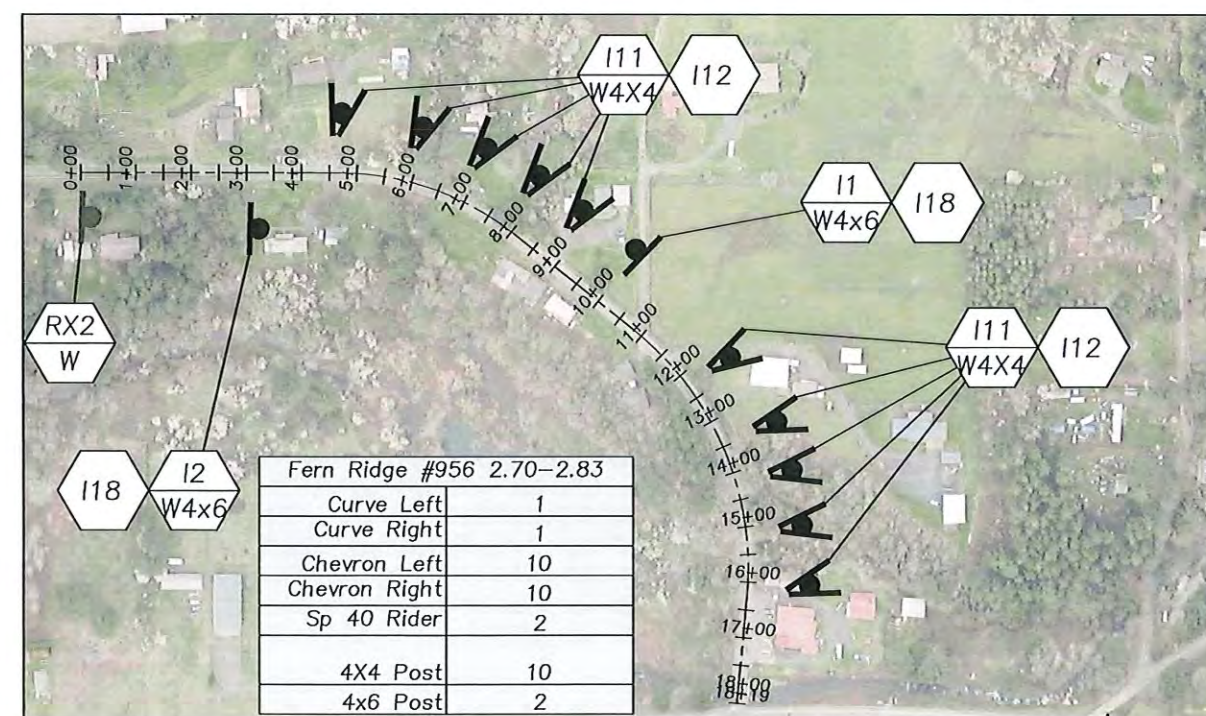 I11
W4X4
I12
I1
W4x6
I18
0+00
1+00
2+00
3+00
4+00
5+00
6+00
7+00
8+00
9+00
10+00
11+00
12+00
13+00
14+00
15+00
16+00
17+00
18+00
18+19
RX2
W
I11
W4X4
I12
I18
I2
W4x6
Fern Ridge #956 2.70-2.83
Curve Left 1
Curve Right 1
Chevron Left 10
Chevron Right 10
Sp 40 Rider 2
4X4 Post 10
4x6 Post 2